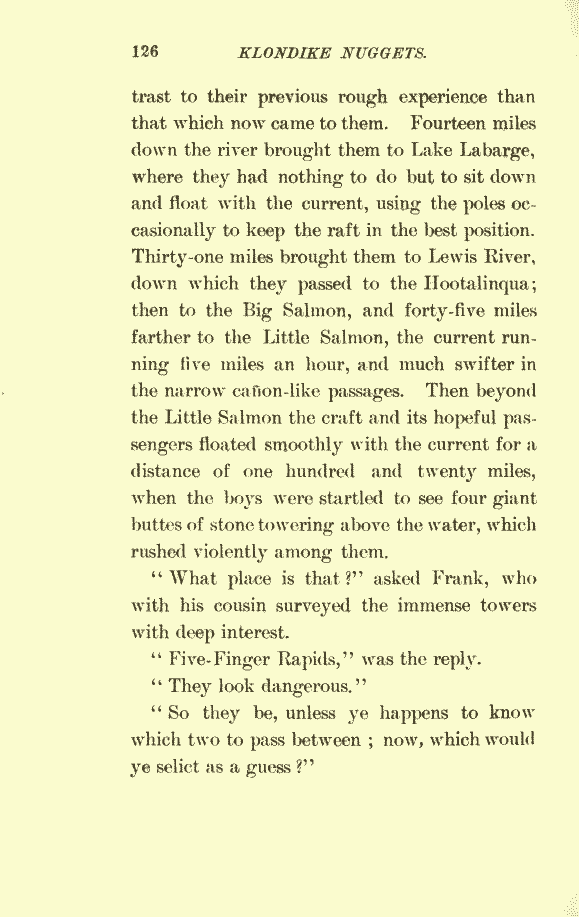 126 KLONDIKE NUGGETS.
trast to their previous rough experience than
that which now came to them. Fourteen miles
down the river brought them to Lake Labarge,
where they had nothing to do but to sit down
and float with the current, using the poles oc-
casionally to keep the raft in the best position.
Thirty-one miles brought them to Lewis River,
down which they passed to the Hootalinqua;
then to the Big Salmon, and forty-five miles
farther to the Little Salmon, the current run-
ning five miles an hour, and much swifter in
the narrow cañon-like passages. Then beyond
the Little Salmon the craft and its hopeful pas-
sengers floated smoothly with the current for a
distance of one hundred and twenty miles,
when the boys were startled to see four giant
buttes of stone towering above the water, which
rushed violently among them.
“ What place is that ?” asked Frank, who
with his cousin surveyed the immense towers
with deep interest.
“ Five-Finger Rapids,” was the reply.
“ They look dangerous.”
“ So they be, unless ye happens to know
which two to pass between ; now, which would
ye selict as a guess ?”